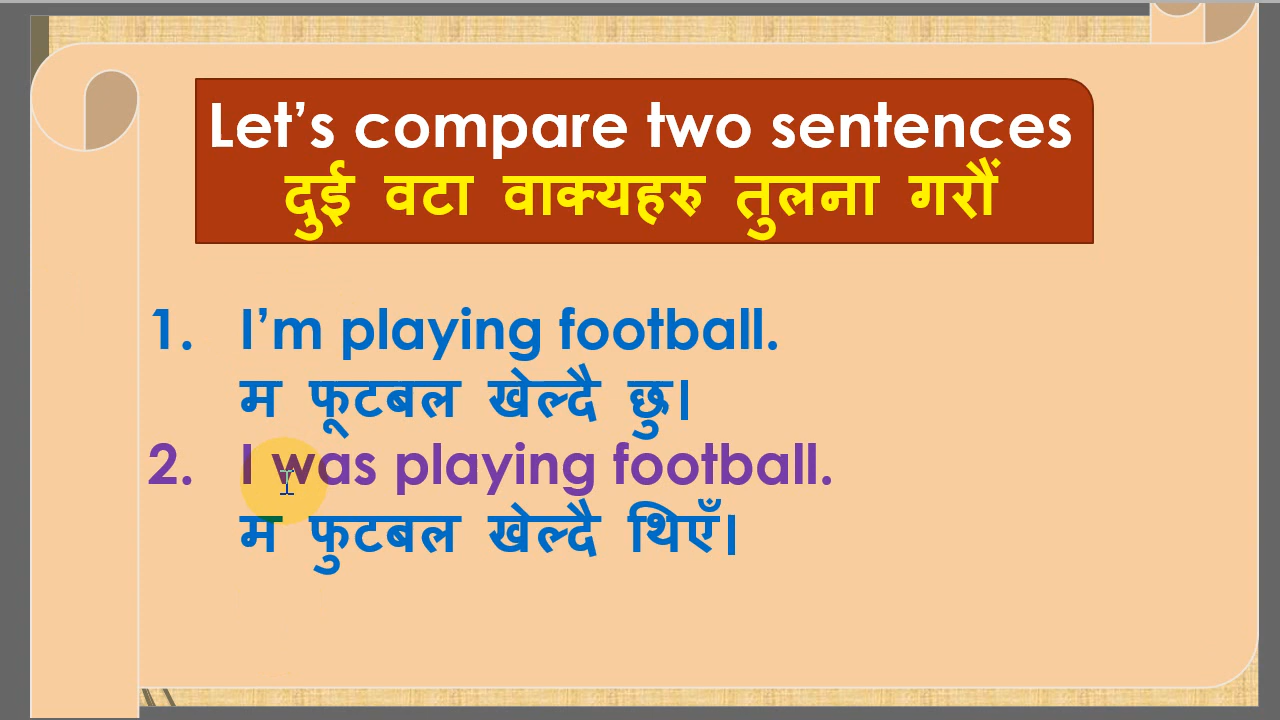 Let’s compare two sentences
दुई वटा वाक्यहरु तुलना गरौं
1. I’m playing football.
म फूटबल खेल्दै छु।
2. I was playing football.
म फुटबल खेल्दै थिएँ।